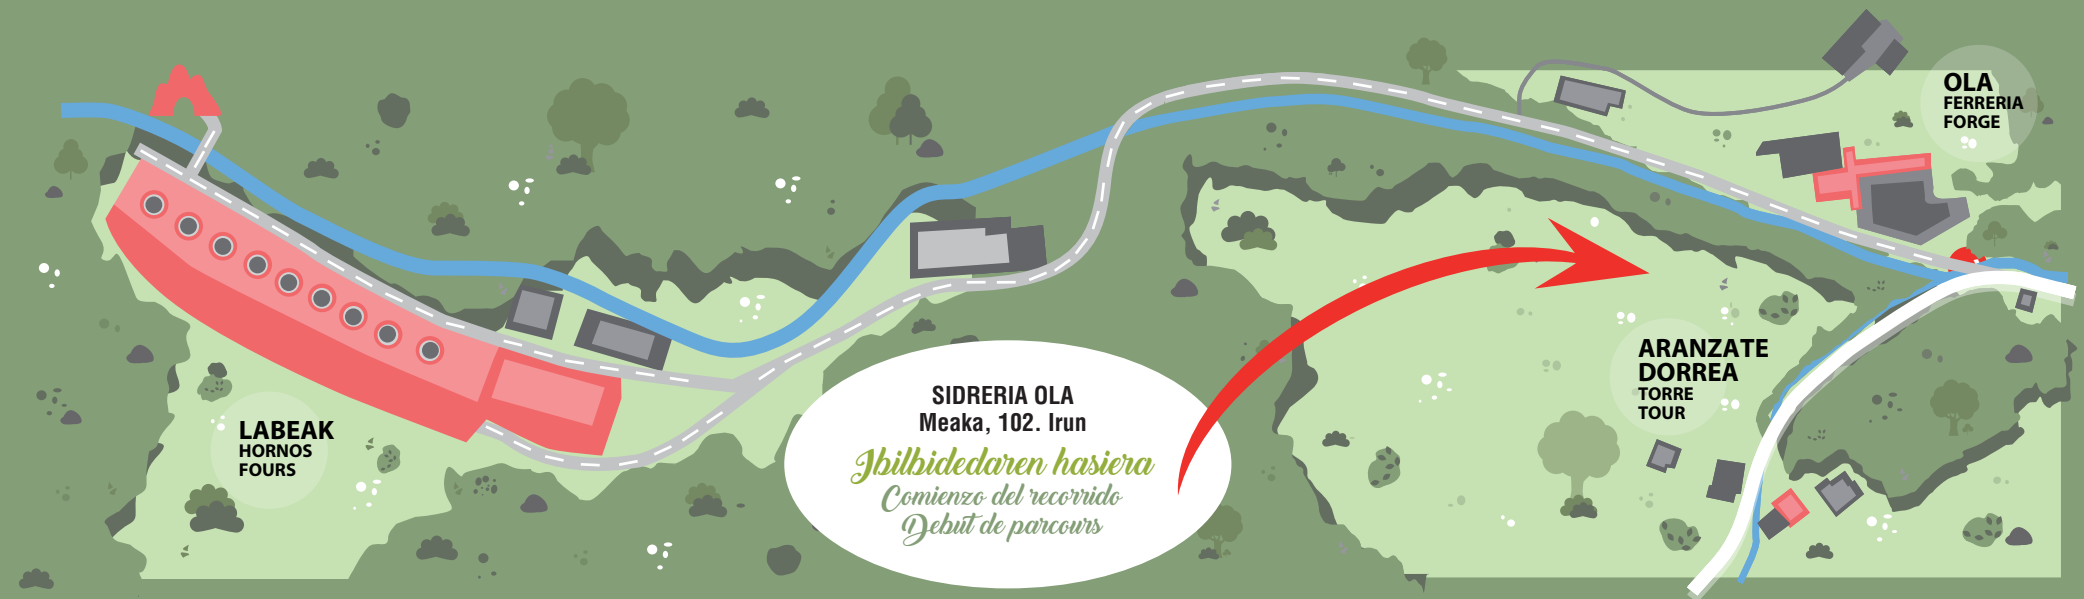 OLA
FERRERIA
FORGE
ARANZATE
DORREA
TORRE
TOUR
SIDRERIA OLA
Meaka, 102. Irun
Ibilbidedaren hasiera
Comienzo del recorrido
Debut de parcours
LABEAK
HORNOS
FOURS